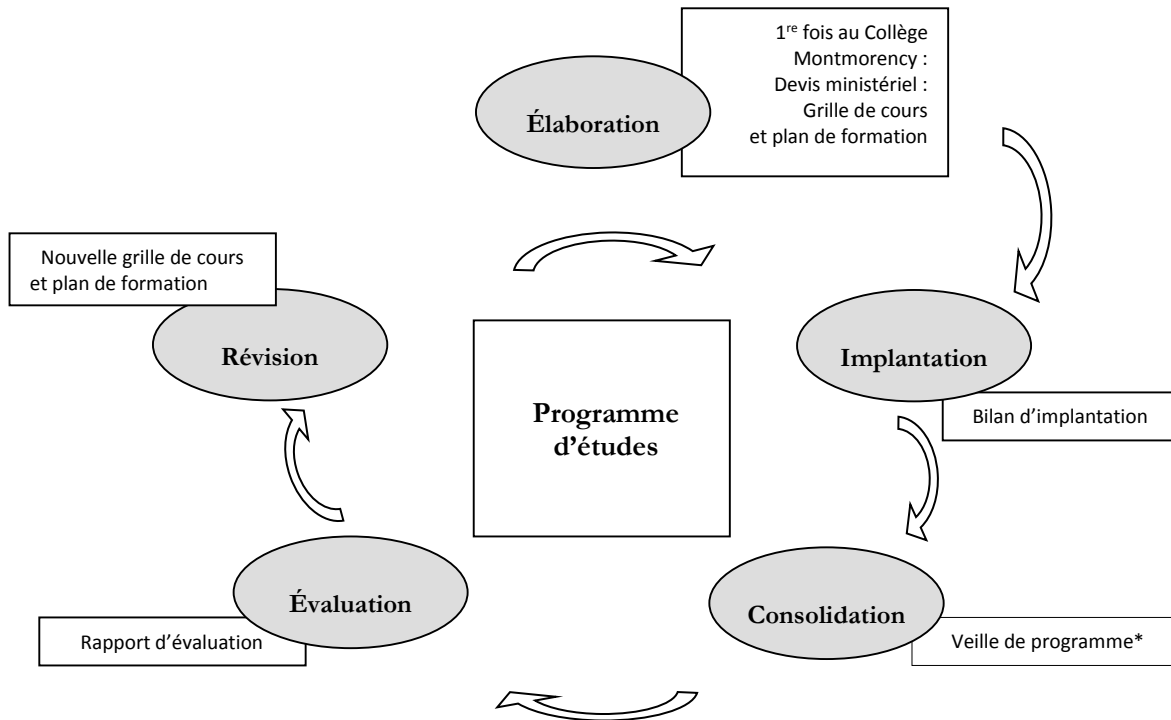 1re fois au Collège
Montmorency :
Devis ministériel :
Grille de cours
et plan de formation
Élaboration
Nouvelle grille de cours
et plan de formation
Révision
Implantation
Bilan d’implantation
Programme
d’études
Évaluation
Rapport d’évaluation
Consolidation
Veille de programme*